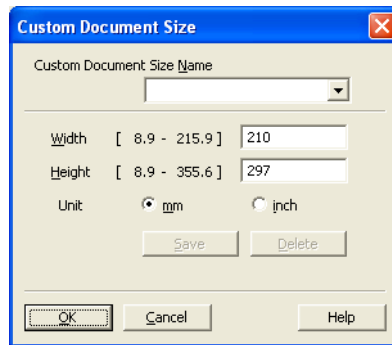 Custom Document Size
Custom Document Size Name
Width [ 8.9 - 215.9 ] 210
Height [ 8.9 - 355.6 ] 297
Unit mm inch
Save Delete
OK Cancel Help